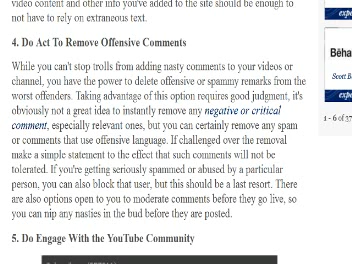 video content and other info you've added to the site should be enough to
not have to rely on extraneous text.
4. Do Act To Remove Offensive Comments
While you can't stop trolls from adding nasty comments to your videos or
channel, you have the power to delete offensive or spammy remarks from the
worst offenders. Taking advantage of this option requires good judgment, it's
obviously not a great idea to instantly remove any negative or critical
comment, especially relevant ones, but you can certainly remove any spam
or comments that use offensive language. If challenged over the removal
make a simple statement to the effect that such comments will not be
tolerated. If you're getting seriously spammed or abused by a particular
person, you can also block that user, but this should be a last resort. There
are also options open to you to moderate comments before they go live, so
you can nip any nasties in the bud before they are posted.
5. Do Engage With the YouTube Community
expa
Beha
Scott B
expa
1 - 6 of 37